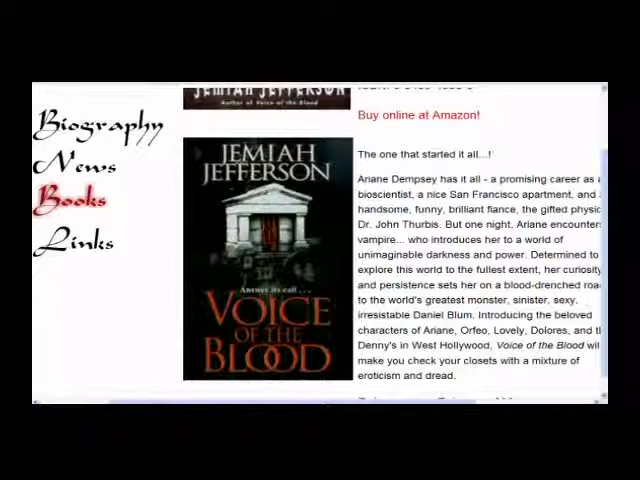 Biography
News
Books
Links
JEMIAH JEFFERSON
Author of Voice of the Blood
JEMIAH
JEFFERSON
Answer its call . . .
VOICE
OF THE
BLOOD
Buy online at Amazon!
The one that started it all...!
Ariane Dempsey has it all - a promising career as a
bioscientist, a nice San Francisco apartment, and
handsome, funny, brilliant fiance, the gifted physic
Dr. John Thurbis. But one night, Ariane encounter
vampire... who introduces her to a world of
unimaginable darkness and power. Determined to
explore this world to the fullest extent, her curiosity
and persistence sets her on a blood-drenched roa
to the world's greatest monster, sinister, sexy,
irresistable Daniel Blum. Introducing the beloved
characters of Ariane, Orfeo, Lovely, Dolores, and th
Denny's in West Hollywood, Voice of the Blood wil
make you check your closets with a mixture of
eroticism and dread.